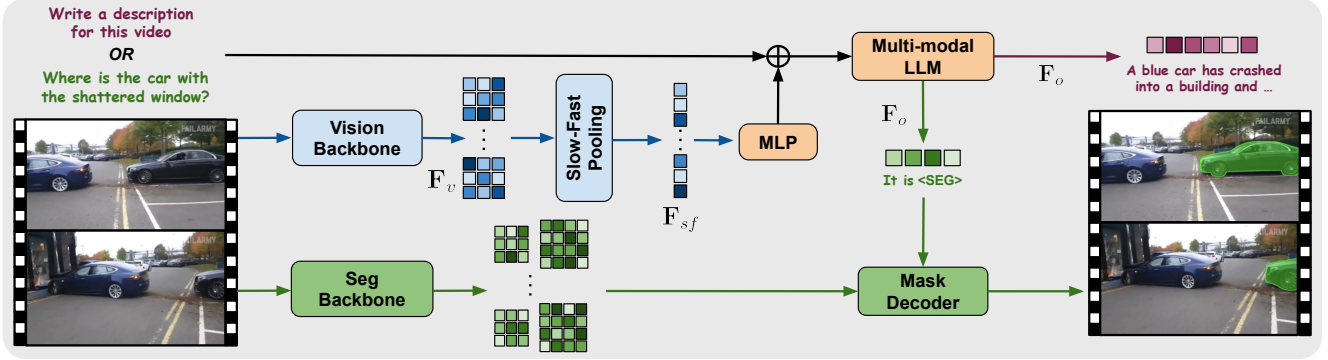 Write a description
for this video
OR
Where is the car with
the shattered window?
FAILARMY
FAILARMY
Vision
Backbone
F_v
Slow-Fast
Pooling
F_sf
MLP
Multi-modal
LLM
F_o
F_o
A blue car has crashed
into a building and ...
It is <SEG>
Seg
Backbone
Mask
Decoder
FAILARMY
FAILARMY